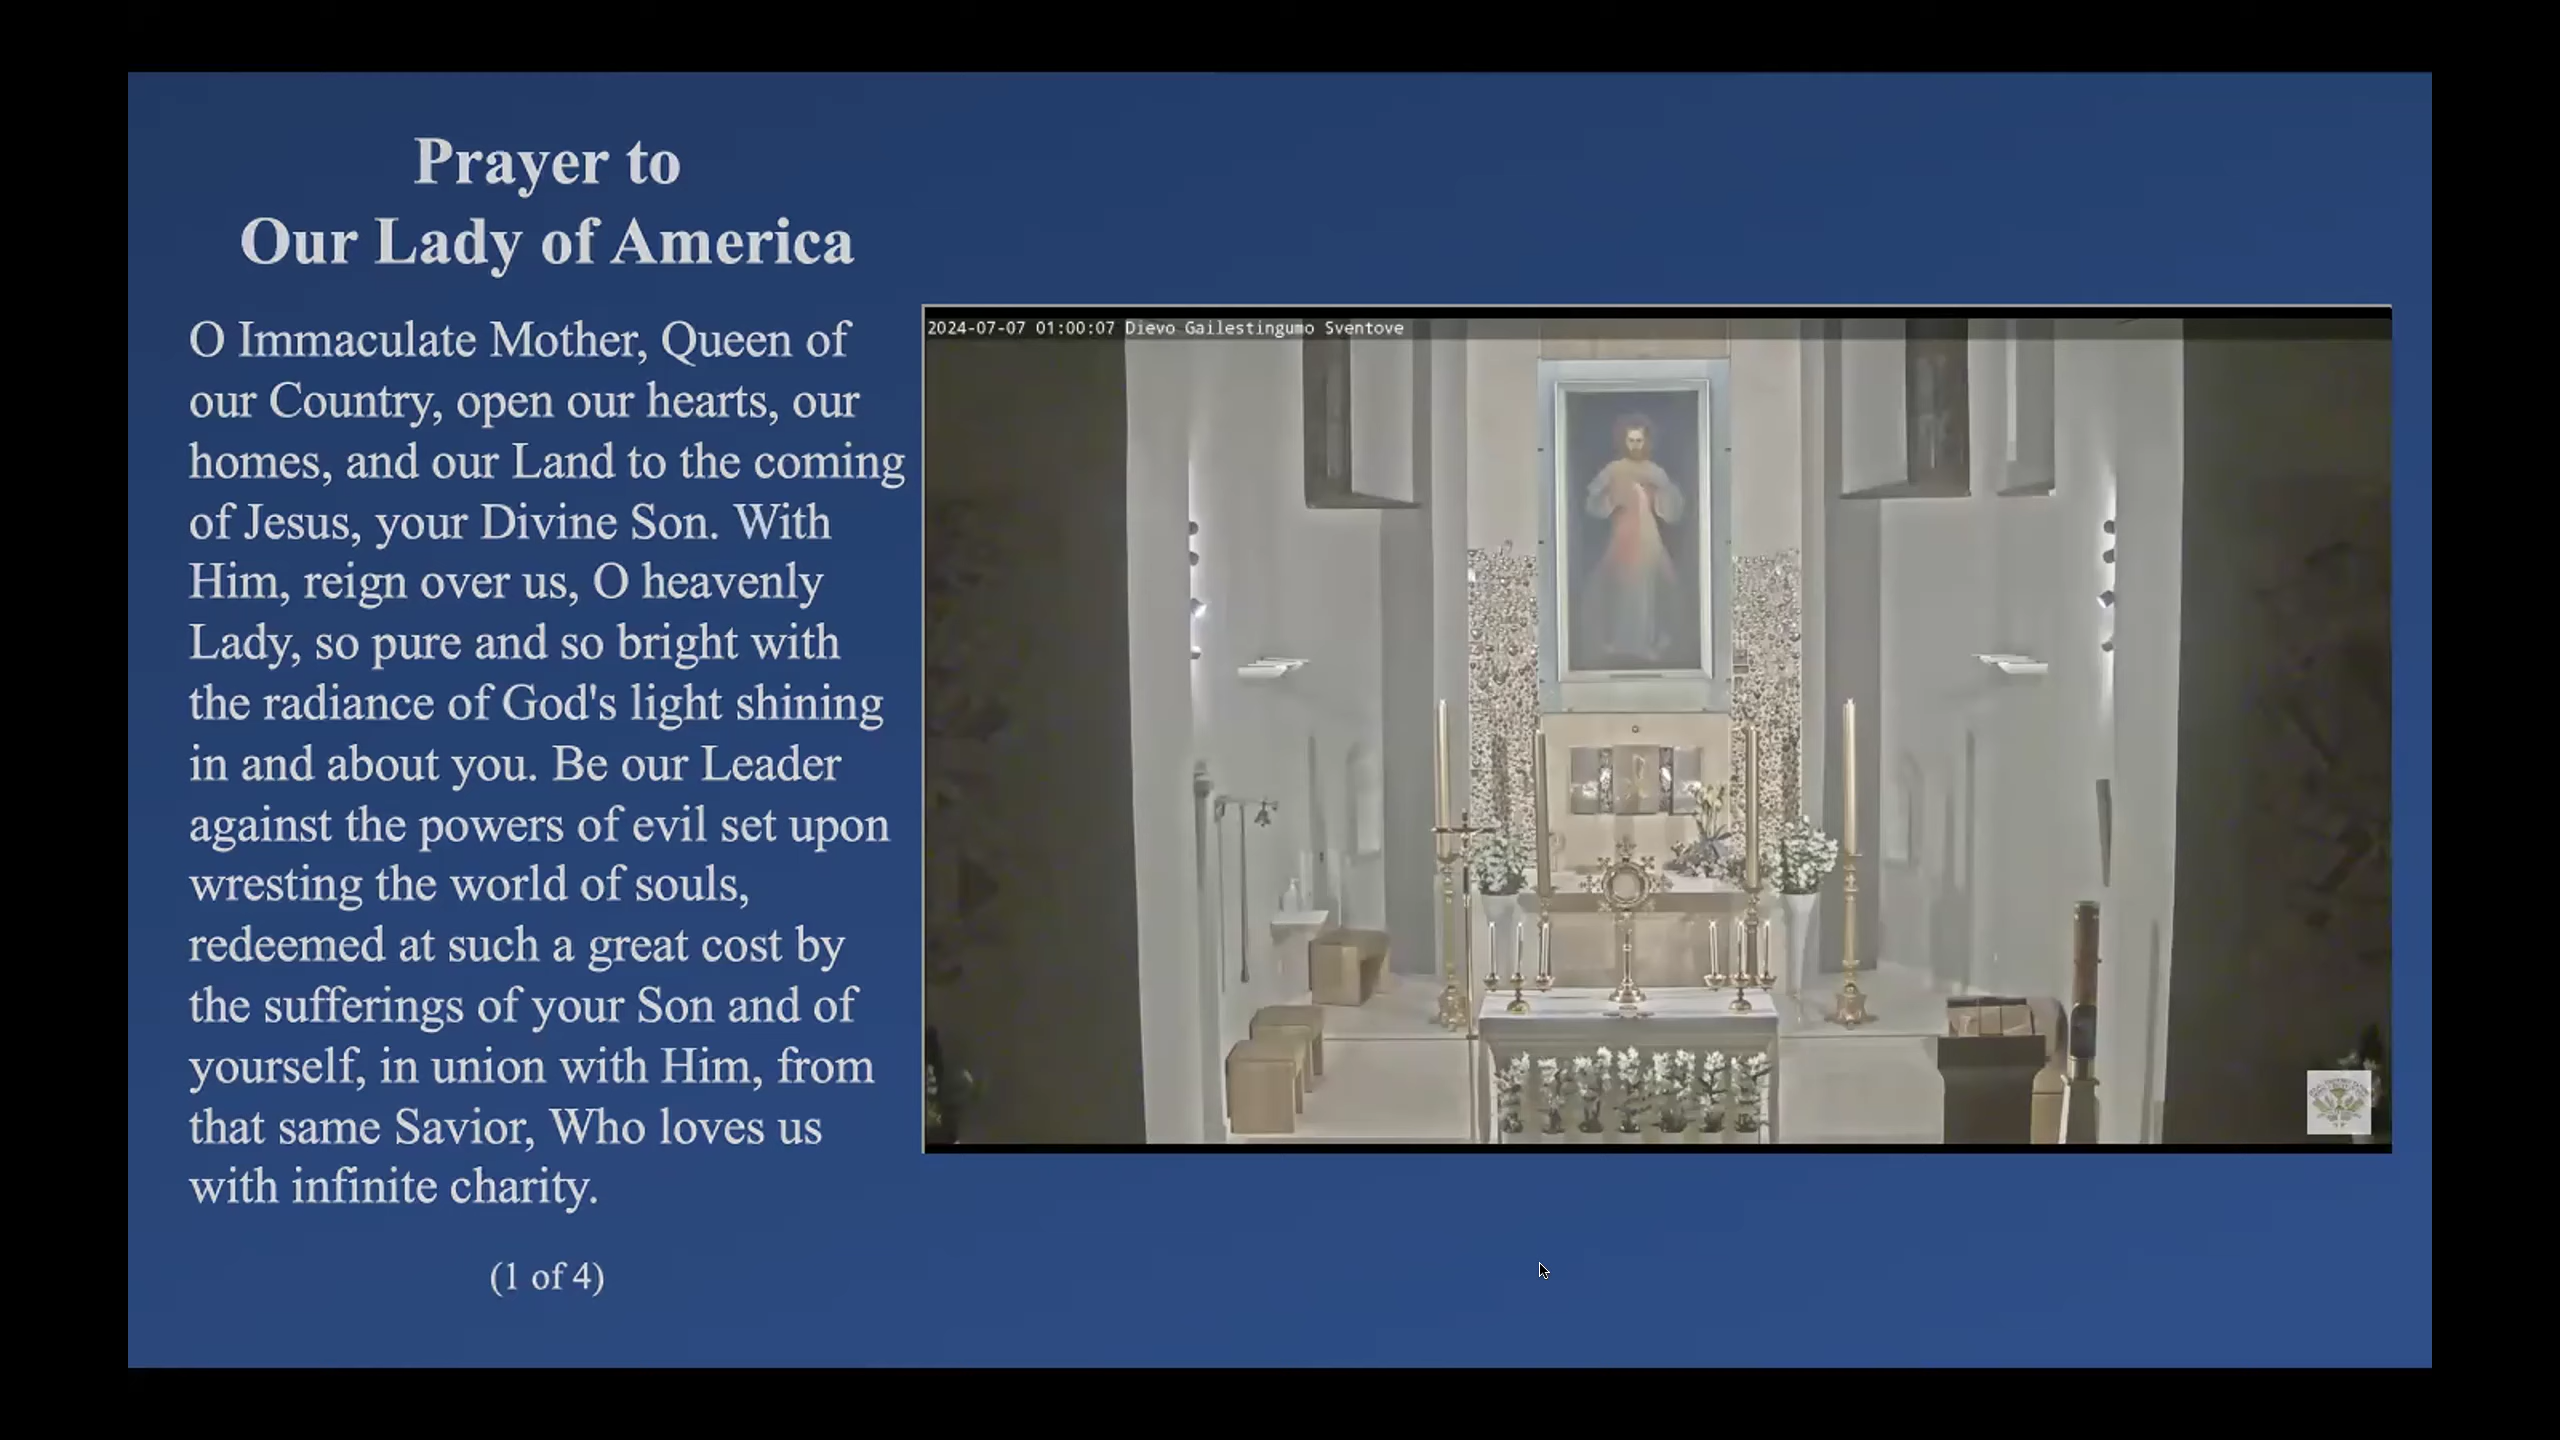 Prayer to
Our Lady of America
O Immaculate Mother, Queen of
our Country, open our hearts, our
homes, and our Land to the coming
of Jesus, your Divine Son. With
Him, reign over us, O heavenly
Lady, so pure and so bright with
the radiance of God's light shining
in and about you. Be our Leader
against the powers of evil set upon
wresting the world of souls,
redeemed at such a great cost by
the sufferings of your Son and of
yourself, in union with Him, from
that same Savior, Who loves us
with infinite charity.
(1 of 4)
2024-07-07 01:00:07 Dievo Gailestingumo Sventove